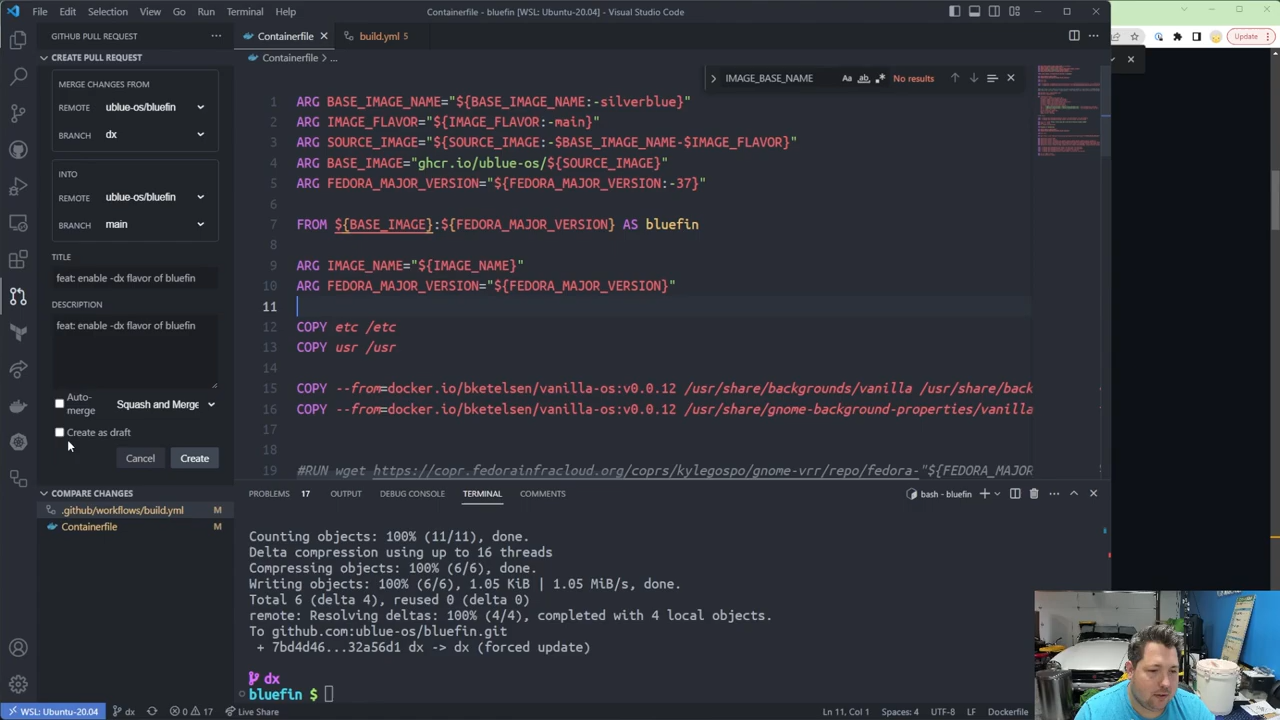 File Edit Selection View Go Run Terminal Help
Containerfile - bluefin [WSL: Ubuntu-20.04] - Visual Studio Code
Update
GITHUB PULL REQUEST
CREATE PULL REQUEST
MERGE CHANGES FROM
REMOTE ublue-os/bluefin
BRANCH dx
INTO
REMOTE ublue-os/bluefin
BRANCH main
TITLE
feat: enable -dx flavor of bluefin
DESCRIPTION
feat: enable -dx flavor of bluefin
Auto-
merge
Squash and Merge
Create as draft
Cancel Create
COMPARE CHANGES
.github/workflows/build.yml M
Containerfile M
Containerfile build.yml 5
Containerfile > ...
IMAGE_BASE_NAME Aa ab .* No results
ARG BASE_IMAGE_NAME="${BASE_IMAGE_NAME:-silverblue}"
2 ARG IMAGE_FLAVOR="${IMAGE_FLAVOR:-main}"
3 ARG SOURCE_IMAGE="${SOURCE_IMAGE:-$BASE_IMAGE_NAME-$IMAGE_FLAVOR}"
4 ARG BASE_IMAGE="ghcr.io/ublue-os/${SOURCE_IMAGE}"
5 ARG FEDORA_MAJOR_VERSION="${FEDORA_MAJOR_VERSION:-37}"
6
7 FROM ${BASE_IMAGE}:${FEDORA_MAJOR_VERSION} AS bluefin
8
9 ARG IMAGE_NAME="${IMAGE_NAME}"
10 ARG FEDORA_MAJOR_VERSION="${FEDORA_MAJOR_VERSION}"
11
12 COPY etc /etc
13 COPY usr /usr
14
15 COPY --from=docker.io/bketelsen/vanilla-os:v0.0.12 /usr/share/backgrounds/vanilla /usr/share/back
16 COPY --from=docker.io/bketelsen/vanilla-os:v0.0.12 /usr/share/gnome-background-properties/vanilla
17
18
19 #RUN wget https://copr.fedorainfracloud.org/coprs/kylegospo/gnome-vrr/repo/fedora-"${FEDORA_MAJOR
PROBLEMS 17 OUTPUT DEBUG CONSOLE TERMINAL COMMENTS
bash - bluefin
Counting objects: 100% (11/11), done.
Delta compression using up to 16 threads
Compressing objects: 100% (6/6), done.
Writing objects: 100% (6/6), 1.05 KiB | 1.05 MiB/s, done.
Total 6 (delta 4), reused 0 (delta 0)
remote: Resolving deltas: 100% (4/4), completed with 4 local objects.
To github.com:ublue-os/bluefin.git
+ 7bd4d46...32a56d1 dx -> dx (forced update)
dx
bluefin $
WSL: Ubuntu-20.04 dx 0 17 Live Share
Ln 11, Col 1 Spaces: 4 UTF-8 LF Dockerfile